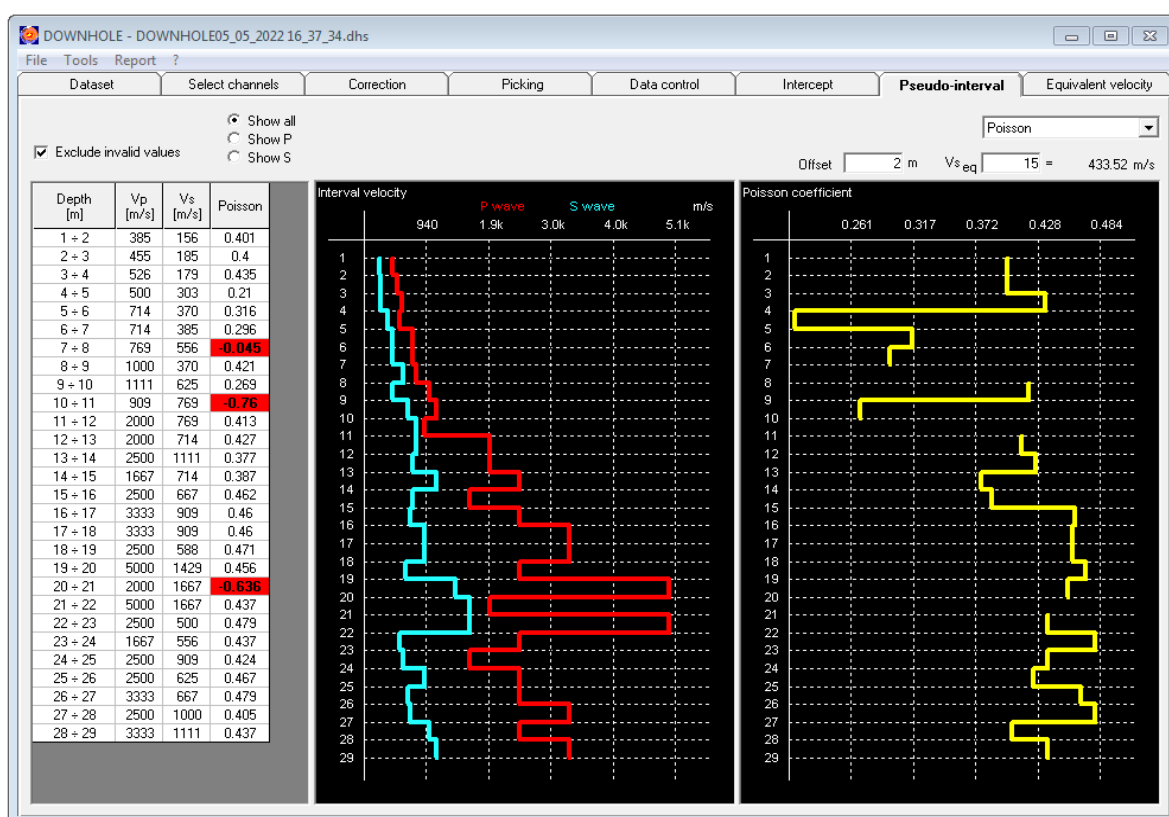 DOWNHOLE - DOWNHOLE05_05_2022 16_37_34.dhs
File Tools Report ?
Dataset Select channels Correction Picking Data control Intercept Pseudo-interval Equivalent velocity
Show all
Show P
Exclude invalid values
Show S
Poisson
Offset 2 m Vs eq 15 = 433.52 m/s
Depth [m] Vp [m/s] Vs [m/s] Poisson
1 ÷ 2 385 156 0.401
2 ÷ 3 455 185 0.4
3 ÷ 4 526 179 0.435
4 ÷ 5 500 303 0.21
5 ÷ 6 714 370 0.316
6 ÷ 7 714 385 0.296
7 ÷ 8 769 556 -0.045
8 ÷ 9 1000 370 0.421
9 ÷ 10 1111 625 0.269
10 ÷ 11 909 769 -0.76
11 ÷ 12 2000 769 0.413
12 ÷ 13 2000 714 0.427
13 ÷ 14 2500 1111 0.377
14 ÷ 15 1667 714 0.387
15 ÷ 16 2500 667 0.462
16 ÷ 17 3333 909 0.46
17 ÷ 18 3333 909 0.46
18 ÷ 19 2500 588 0.471
19 ÷ 20 5000 1429 0.456
20 ÷ 21 2000 1667 -0.636
21 ÷ 22 5000 1667 0.437
22 ÷ 23 2500 500 0.479
23 ÷ 24 1667 556 0.437
24 ÷ 25 2500 909 0.424
25 ÷ 26 2500 625 0.467
26 ÷ 27 3333 667 0.479
27 ÷ 28 2500 1000 0.405
28 ÷ 29 3333 1111 0.437
Interval velocity
P wave S wave m/s
940 1.9k 3.0k 4.0k 5.1k
1
2
3
4
5
6
7
8
9
10
11
12
13
14
15
16
17
18
19
20
21
22
23
24
25
26
27
28
29
Poisson coefficient
0.261 0.317 0.372 0.428 0.484
1
2
3
4
5
6
7
8
9
10
11
12
13
14
15
16
17
18
19
20
21
22
23
24
25
26
27
28
29